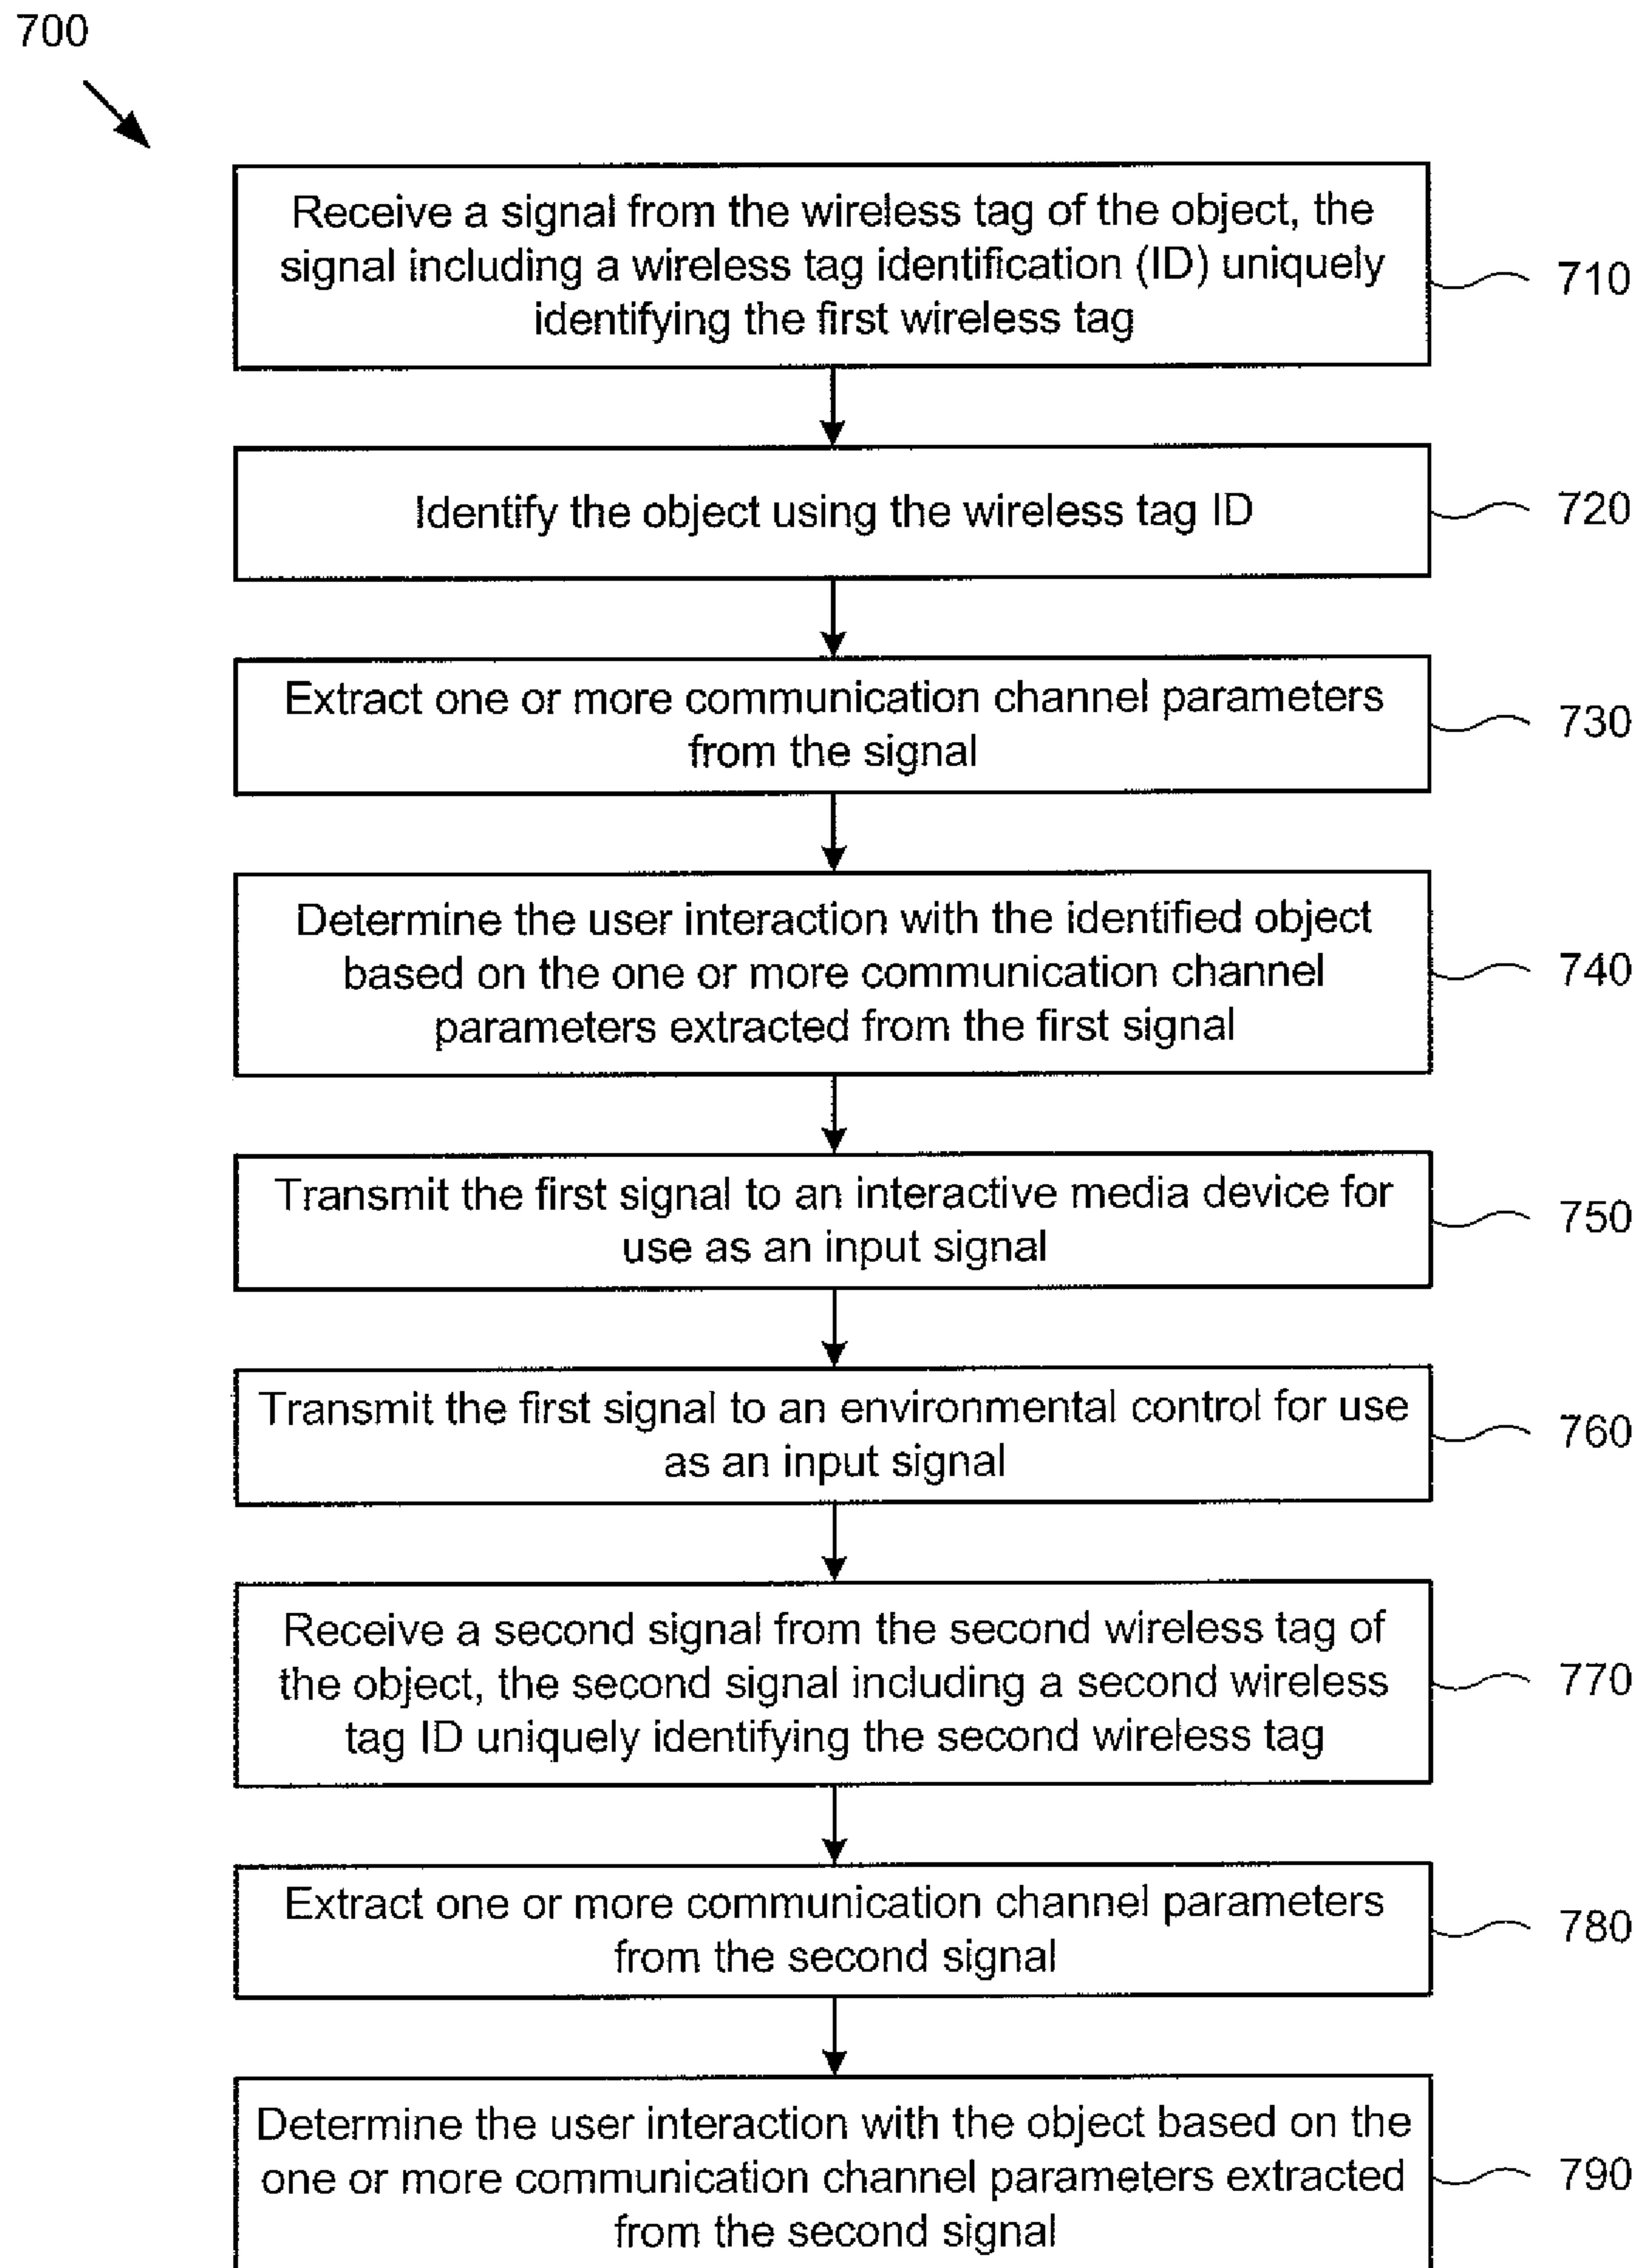 700
Receive a signal from the wireless tag of the object, the
signal including a wireless tag identification (ID) uniquely
identifying the first wireless tag
710
Identify the object using the wireless tag ID
720
Extract one or more communication channel parameters
from the signal
730
Determine the user interaction with the identified object
based on the one or more communication channel
parameters extracted from the first signal
740
Transmit the first signal to an interactive media device for
use as an input signal
750
Transmit the first signal to an environmental control for use
as an input signal
760
Receive a second signal from the second wireless tag of
the object, the second signal including a second wireless
tag ID uniquely identifying the second wireless tag
770
Extract one or more communication channel parameters
from the second signal
780
Determine the user interaction with the object based on the
one or more communication channel parameters extracted
from the second signal
790